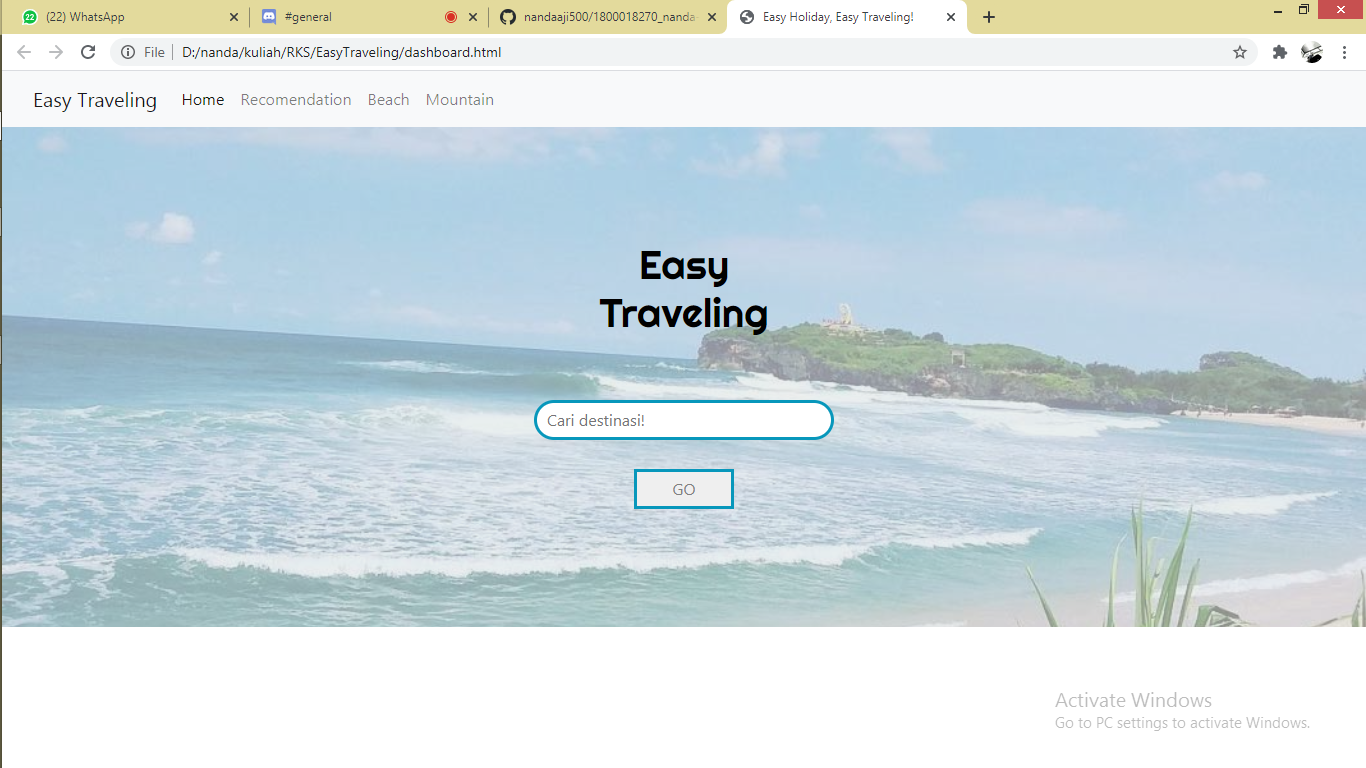 (22) WhatsApp
#general
nandaaji500/1800018270_nanda-
Easy Holiday, Easy Traveling!
File
D:/nanda/kuliah/RKS/EasyTraveling/dashboard.html
Easy Traveling Home Recomendation Beach Mountain
Easy
Traveling
Cari destinasi!
GO
Activate Windows
Go to PC settings to activate Windows.